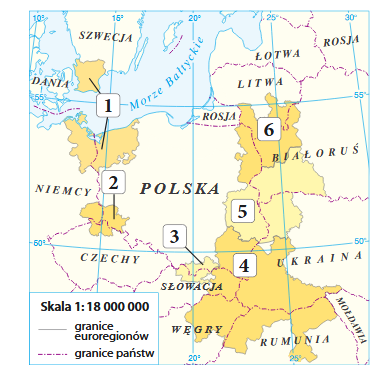 10°
15°
20°
25°
30°
SZWECJA
ROSJA
ŁOTWA
DANIA
Morze Bałtyckie
LITWA
55°
1
55°
ROSJA
6
BIAŁORUŚ
NIEMCY
2
POLSKA
5
3
50°
50°
CZECHY
4
UKRAINA
SŁOWACJA
Skala 1:18 000 000
granice
euroregionów
granice państw
WĘGRY
MOŁDAWIA
RUMUNIA
20°
25°